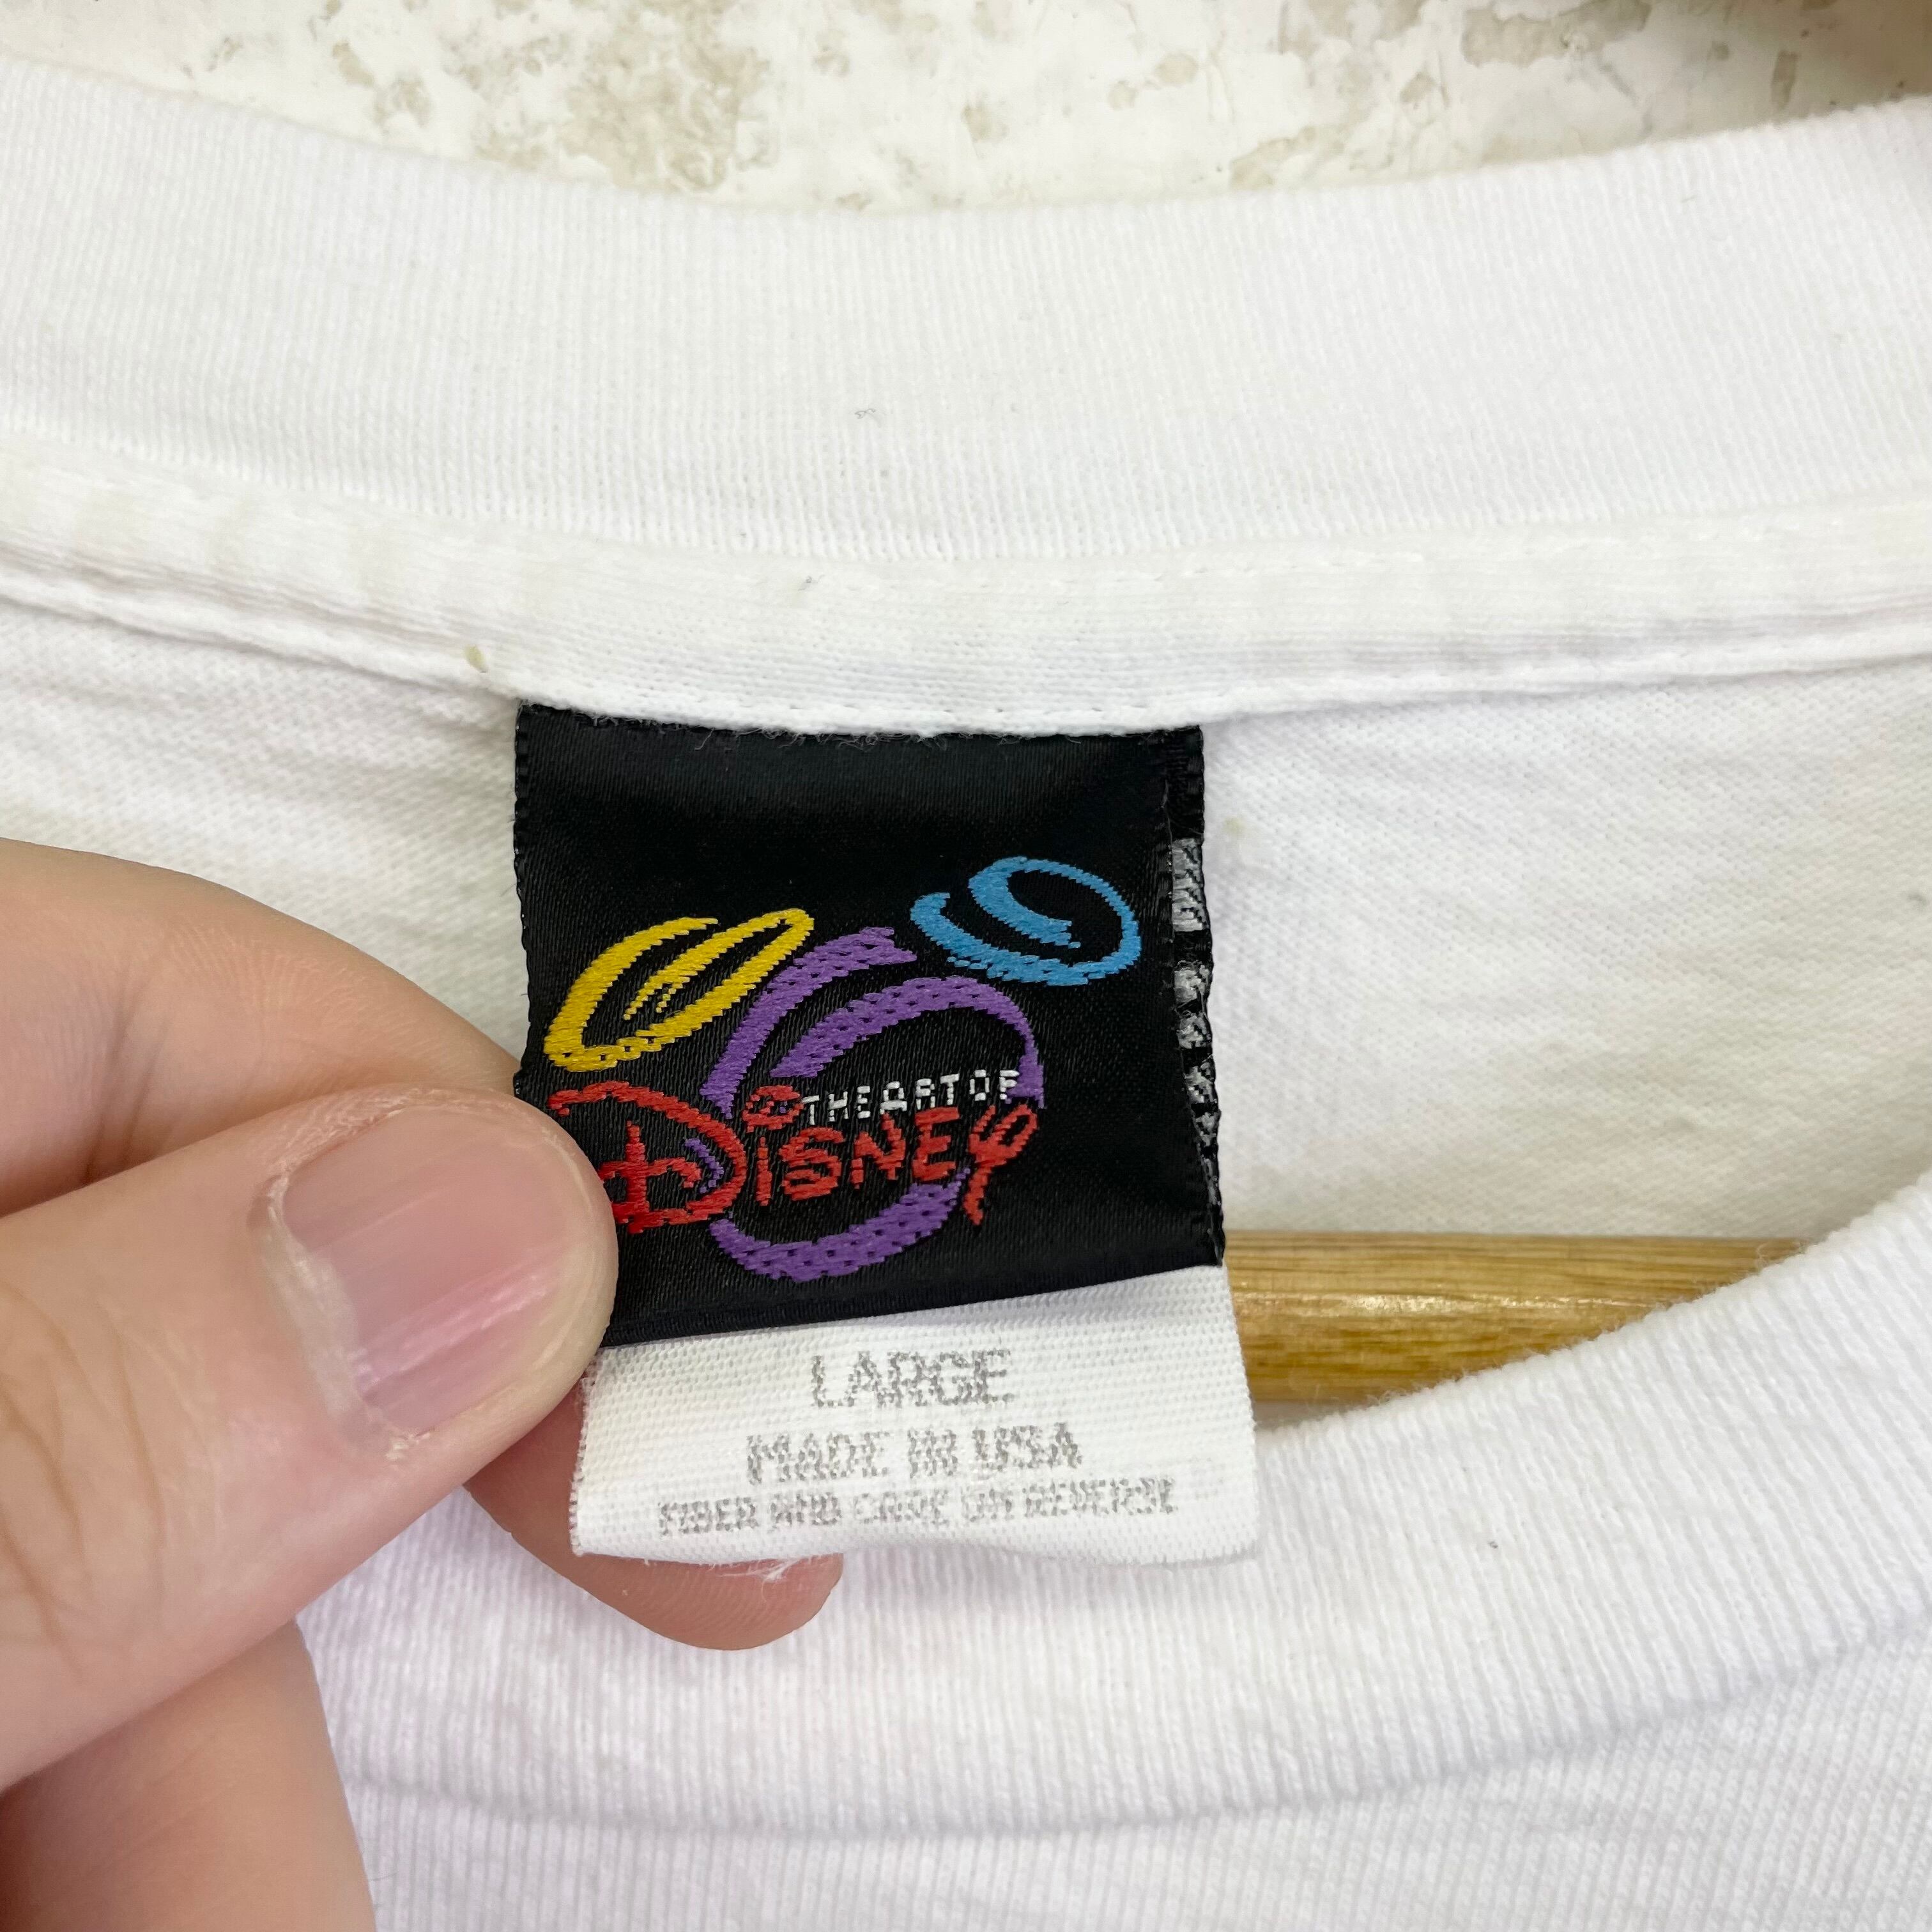 THE ART OF
DISNEY
LARGE
MADE IN USA
FIBER AND CARE ON REVERSE